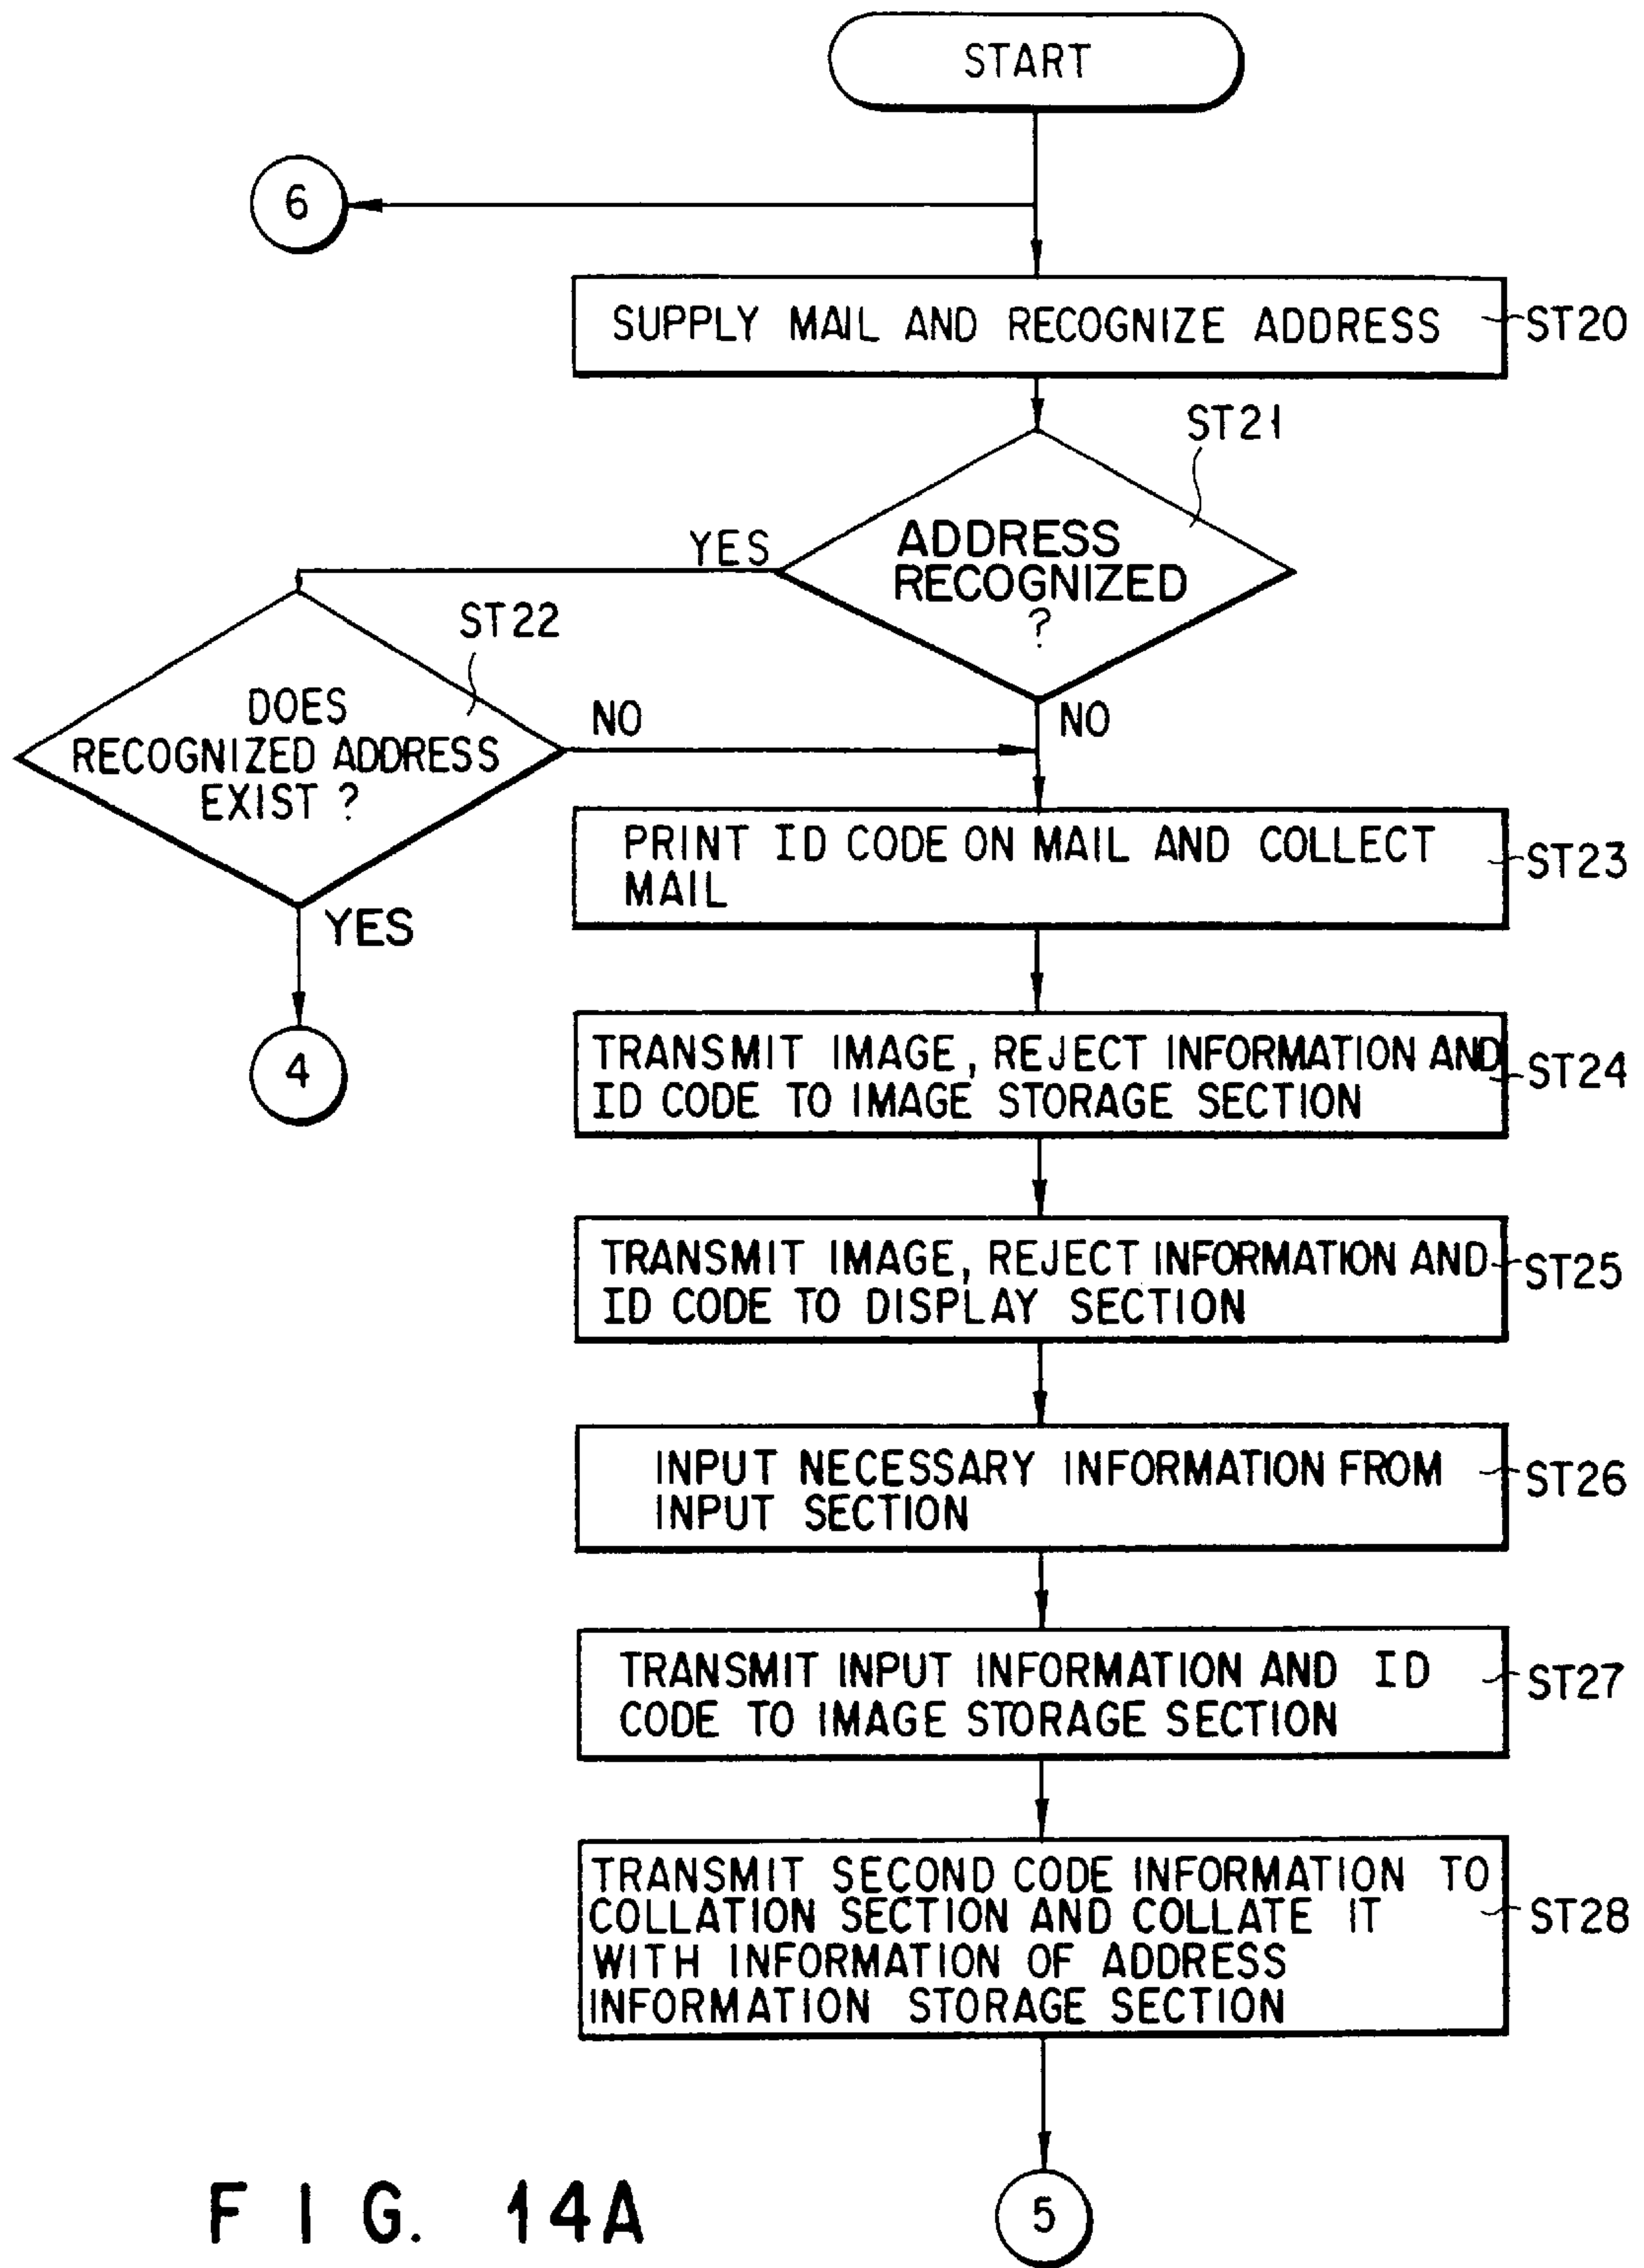 START
6
SUPPLY MAIL AND RECOGNIZE ADDRESS
ST20
ST21
YES
ADDRESS
RECOGNIZED
?
ST22
DOES
RECOGNIZED ADDRESS
EXIST ?
NO
NO
YES
4
PRINT ID CODE ON MAIL AND COLLECT
MAIL
ST23
TRANSMIT IMAGE, REJECT INFORMATION AND
ID CODE TO IMAGE STORAGE SECTION
ST24
TRANSMIT IMAGE, REJECT INFORMATION AND
ID CODE TO DISPLAY SECTION
ST25
INPUT NECESSARY INFORMATION FROM
INPUT SECTION
ST26
TRANSMIT INPUT INFORMATION AND ID
CODE TO IMAGE STORAGE SECTION
ST27
TRANSMIT SECOND CODE INFORMATION TO
COLLATION SECTION AND COLLATE IT
WITH INFORMATION OF ADDRESS
INFORMATION STORAGE SECTION
ST28
5
FIG. 14A